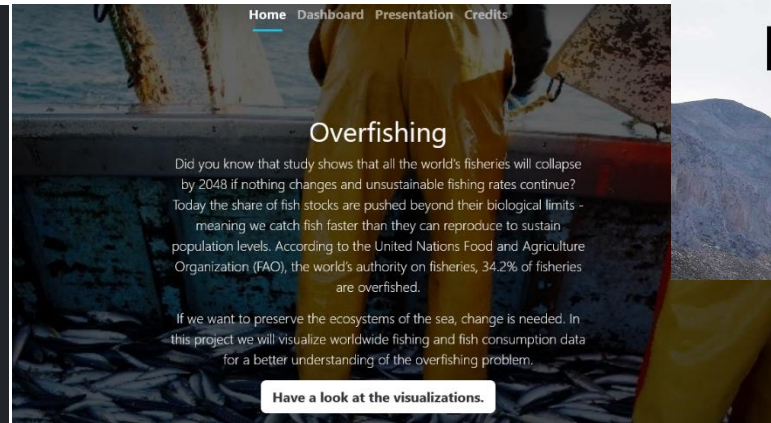 Home Dashboard Presentation Credits
Overfishing
Did you know that study shows that all the world's fisheries will collapse
by 2048 if nothing changes and unsustainable fishing rates continue?
Today the share of fish stocks are pushed beyond their biological limits -
meaning we catch fish faster than they can reproduce to sustain
population levels. According to the United Nations Food and Agriculture
Organization (FAO), the world's authority on fisheries, 34.2% of fisheries
are overfished.
If we want to preserve the ecosystems of the sea, change is needed. In
this project we will visualize worldwide fishing and fish consumption data
for a better understanding of the overfishing problem.
Have a look at the visualizations.